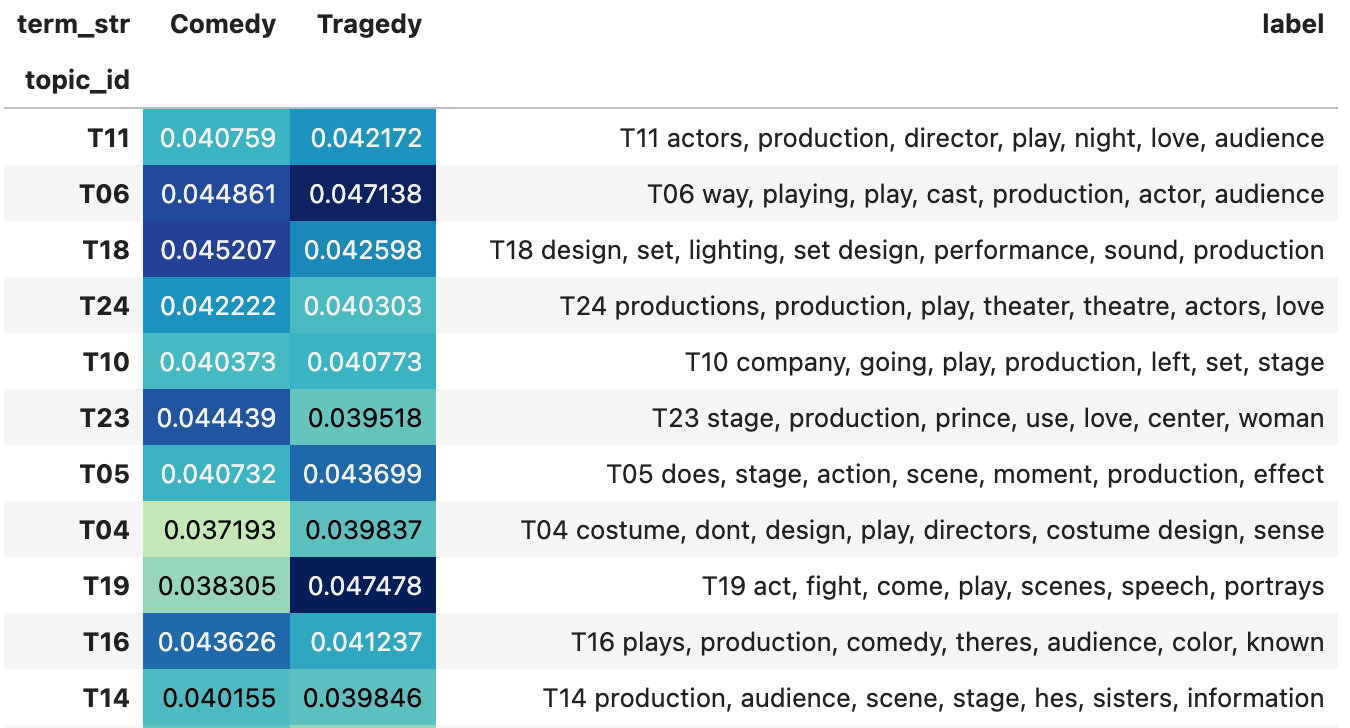 term_str Comedy Tragedy label
topic_id
T11 0.040759 0.042172 T11 actors, production, director, play, night, love, audience
T06 0.044861 0.047138 T06 way, playing, play, cast, production, actor, audience
T18 0.045207 0.042598 T18 design, set, lighting, set design, performance, sound, production
T24 0.042222 0.040303 T24 productions, production, play, theater, theatre, actors, love
T10 0.040373 0.040773 T10 company, going, play, production, left, set, stage
T23 0.044439 0.039518 T23 stage, production, prince, use, love, center, woman
T05 0.040732 0.043699 T05 does, stage, action, scene, moment, production, effect
T04 0.037193 0.039837 T04 costume, dont, design, play, directors, costume design, sense
T19 0.038305 0.047478 T19 act, fight, come, play, scenes, speech, portrays
T16 0.043626 0.041237 T16 plays, production, comedy, theres, audience, color, known
T14 0.040155 0.039846 T14 production, audience, scene, stage, hes, sisters, information